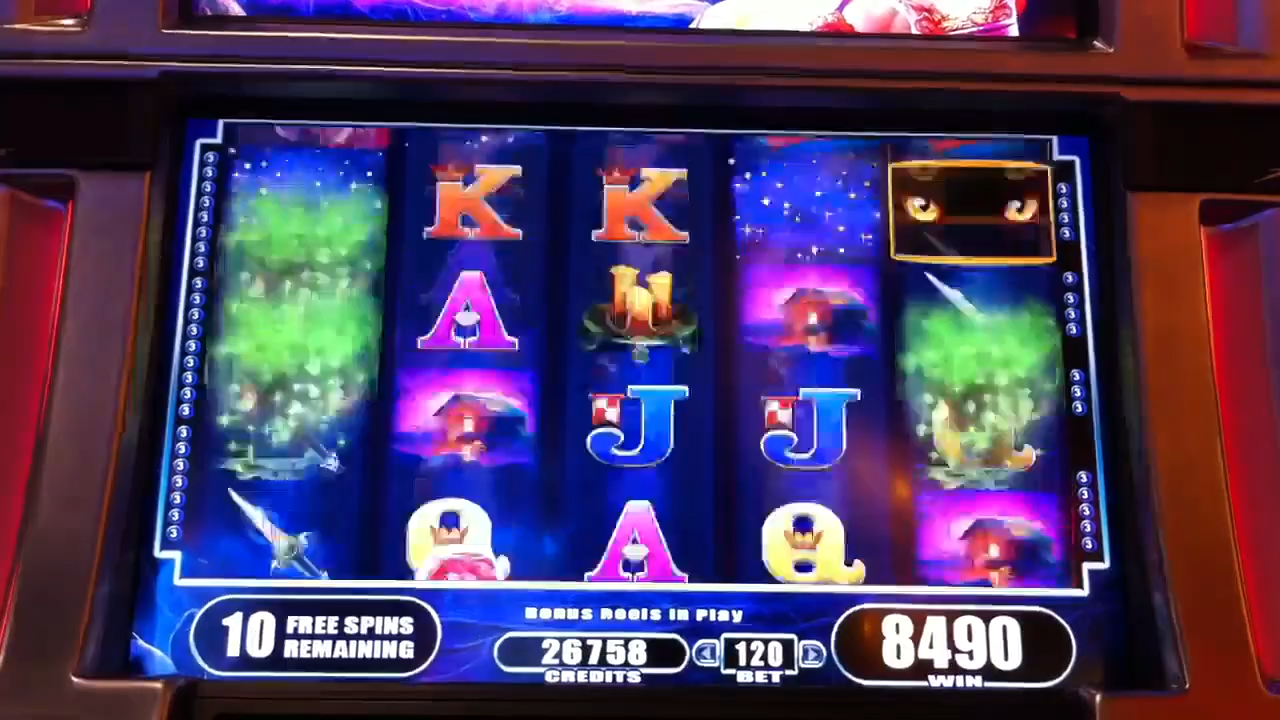 K K
A
J J
Q A Q
10 FREE SPINS
REMAINING
Bonus Reels in Play
26758
CREDITS
120
BET
8490
WIN